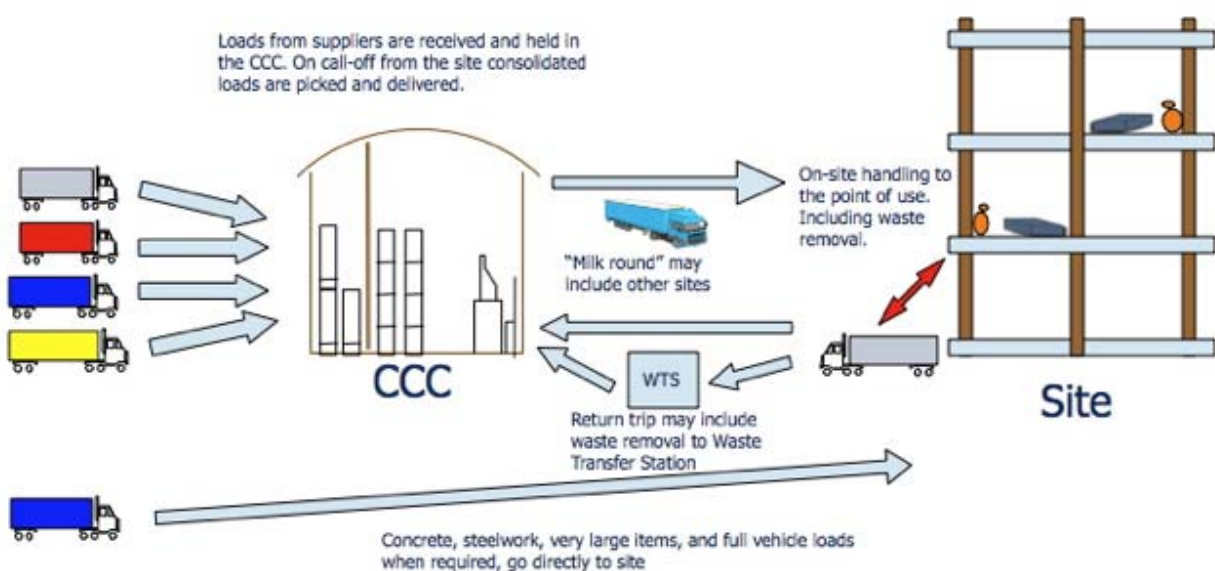 Loads from suppliers are received and held in
the CCC. On call-off from the site consolidated
loads are picked and delivered.
On-site handling to
the point of use.
Including waste
removal.
"Milk round" may
include other sites
CCC
WTS
Site
Return trip may include
waste removal to Waste
Transfer Station
Concrete, steelwork, very large items, and full vehicle loads
when required, go directly to site